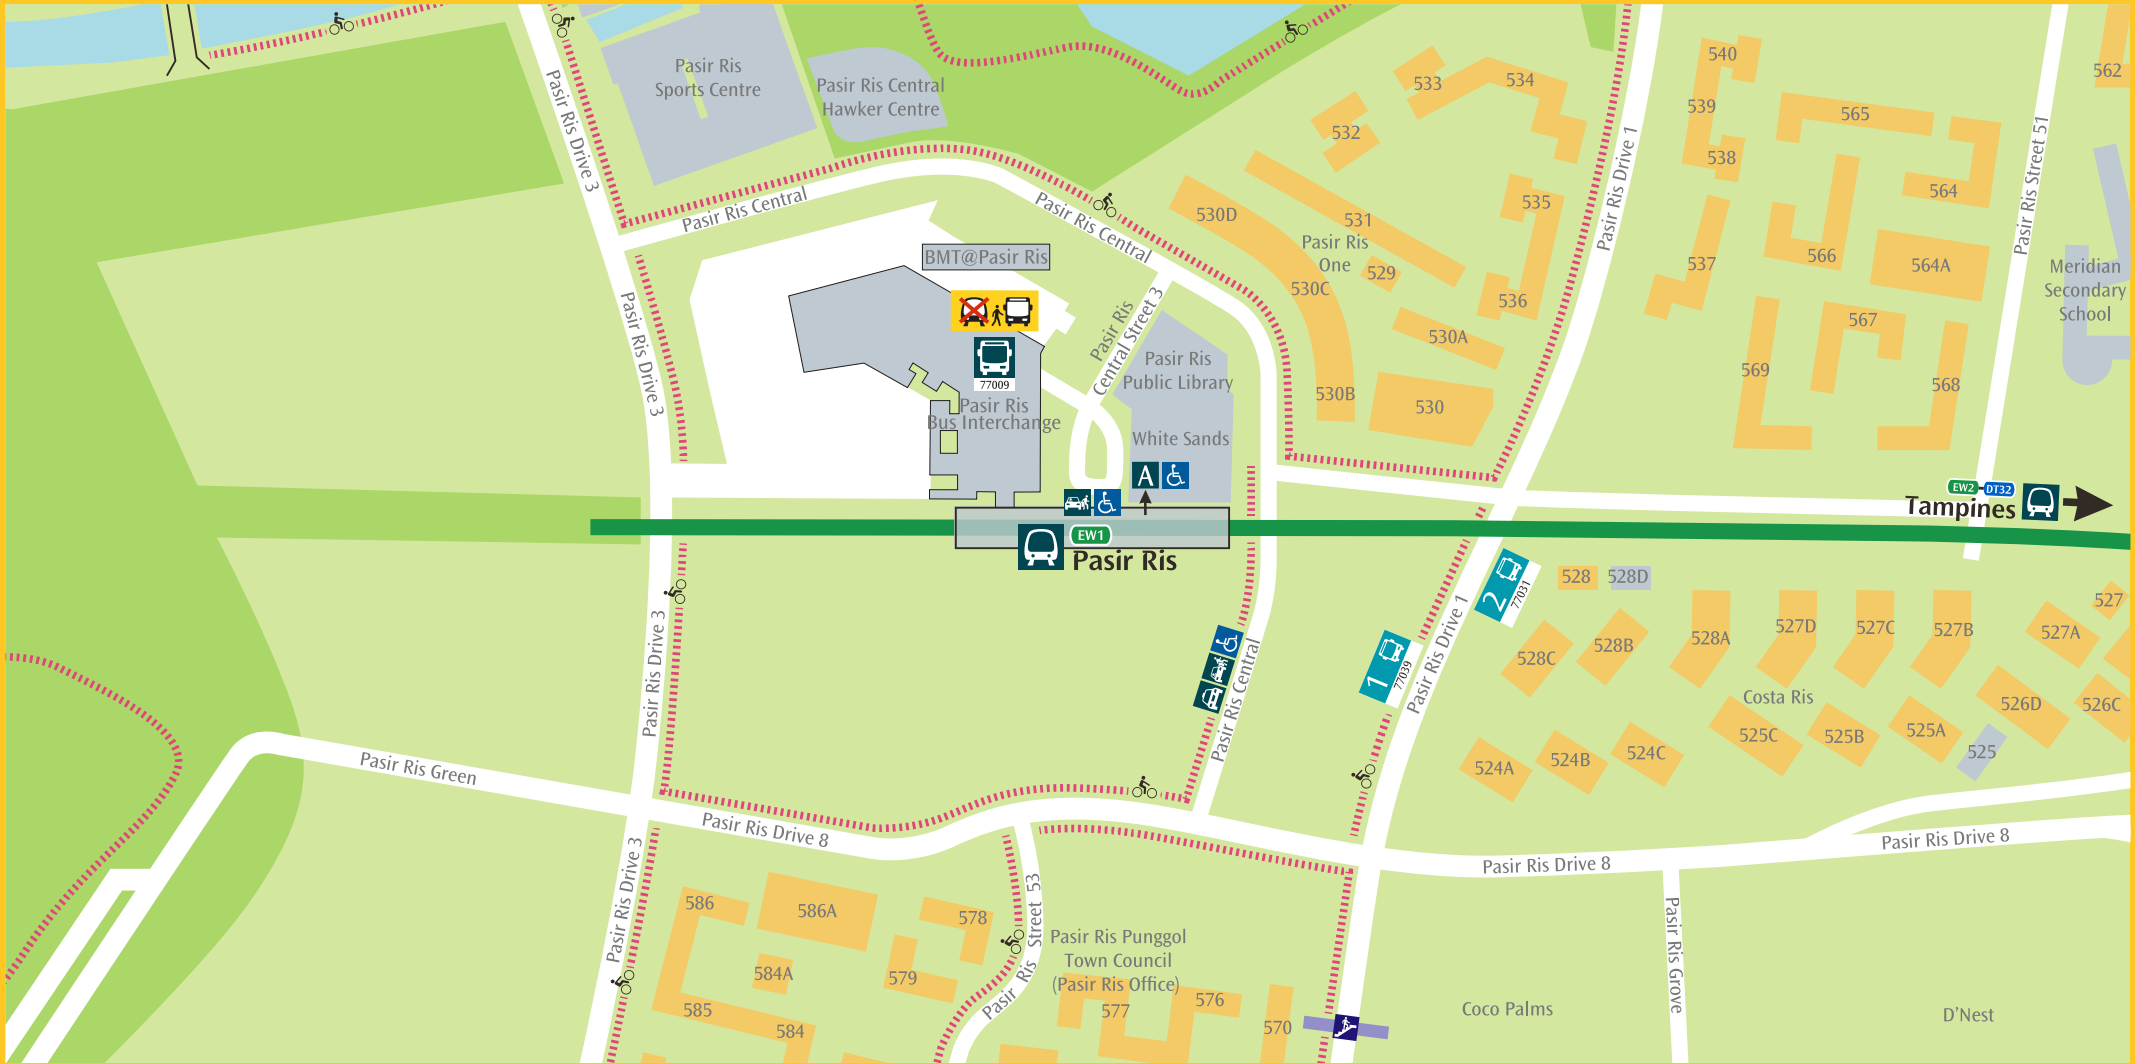 Pasir Ris
Sports Centre
Pasir Ris Central
Hawker Centre
Pasir Ris Drive 3
Pasir Ris Central
Pasir Ris Central
BMT@Pasir Ris
77009
Pasir Ris
Bus Interchange
Pasir Ris
Central Street 3
Pasir Ris
Public Library
White Sands
A
Pasir Ris Drive 3
EW1
Pasir Ris
533
534
532
530D
531
535
Pasir Ris
One
529
530C
536
530A
530B
530
Pasir Ris Drive 1
540
539
538
537
565
564
566
564A
567
569
568
562
Pasir Ris Street 51
Meridian
Secondary
School
EW2
DT32
Tampines
2
77031
1
77039
Pasir Ris Drive 1
Pasir Ris Central
528
528D
528C
528B
528A
527D
527C
527B
527A
527
Costa Ris
526D
526C
525C
525B
525A
525
524A
524B
524C
Pasir Ris Drive 3
Pasir Ris Green
Pasir Ris Drive 8
Pasir Ris Drive 8
Pasir Ris Drive 8
Pasir Ris Drive 3
586
586A
578
584A
579
585
584
Pasir Ris Street 53
Pasir Ris Punggol
Town Council
(Pasir Ris Office)
577
576
570
Pasir Ris Grove
Coco Palms
D'Nest